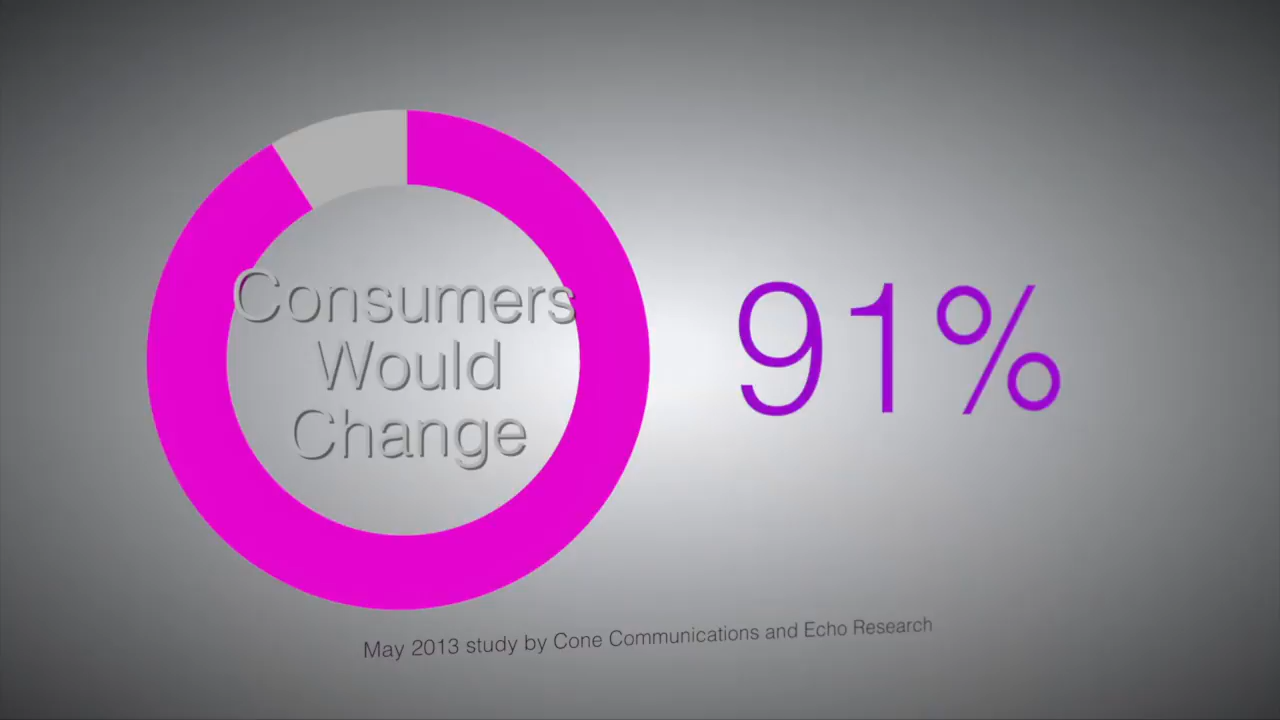 Consumers
Would
Change
91%
May 2013 study by Cone Communications and Echo Research